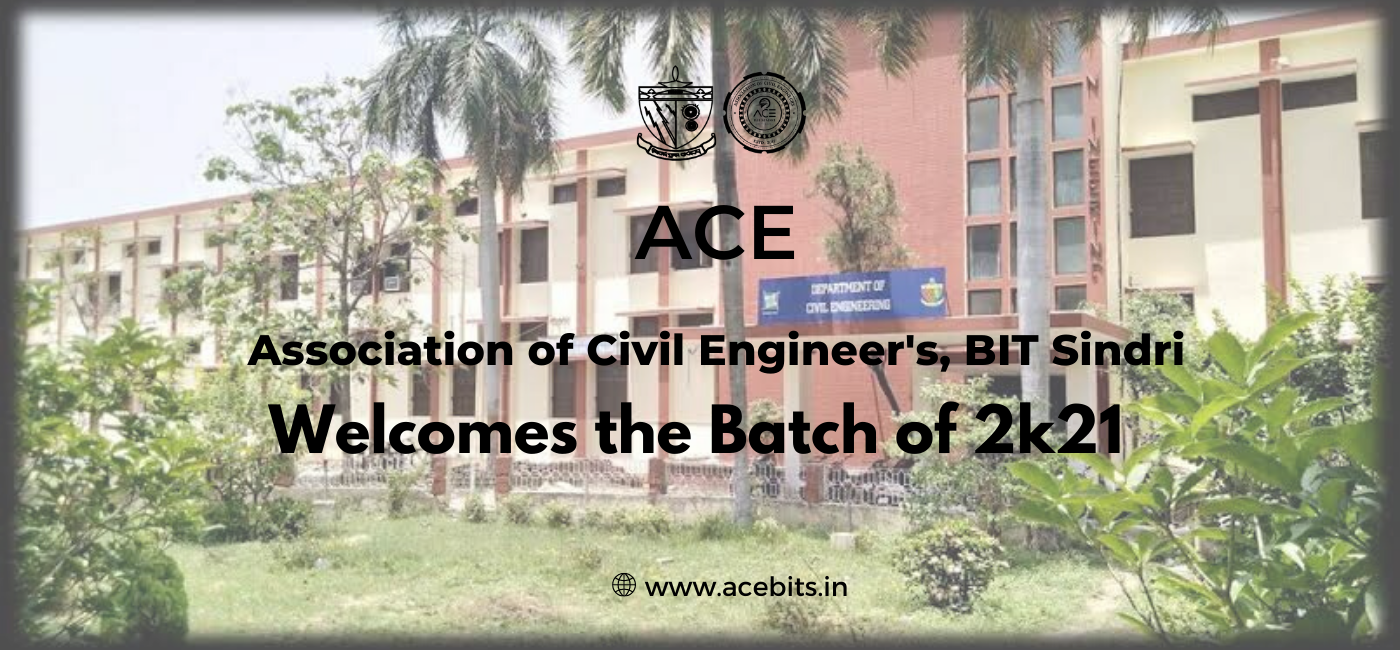 ACE
ACE
DEPARTMENT OF
CIVIL ENGINEERING
Association of Civil Engineer's, BIT Sindri
Welcomes the Batch of 2k21
www.acebits.in